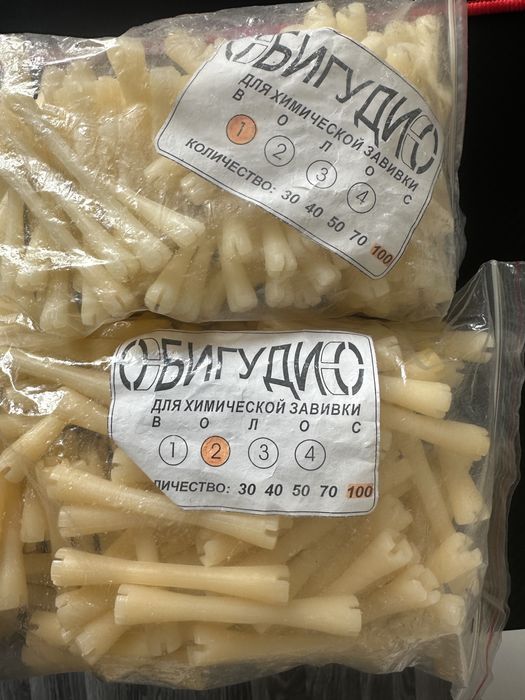 БИГУДИ
ДЛЯ ХИМИЧЕСКОЙ ЗАВИВКИ
В О Л О С
1 2 3 4
КОЛИЧЕСТВО: 30 40 50 70 100
БИГУДИ
ДЛЯ ХИМИЧЕСКОЙ ЗАВИВКИ
В О Л О С
1 2 3 4
ЛИЧЕСТВО: 30 40 50 70 100